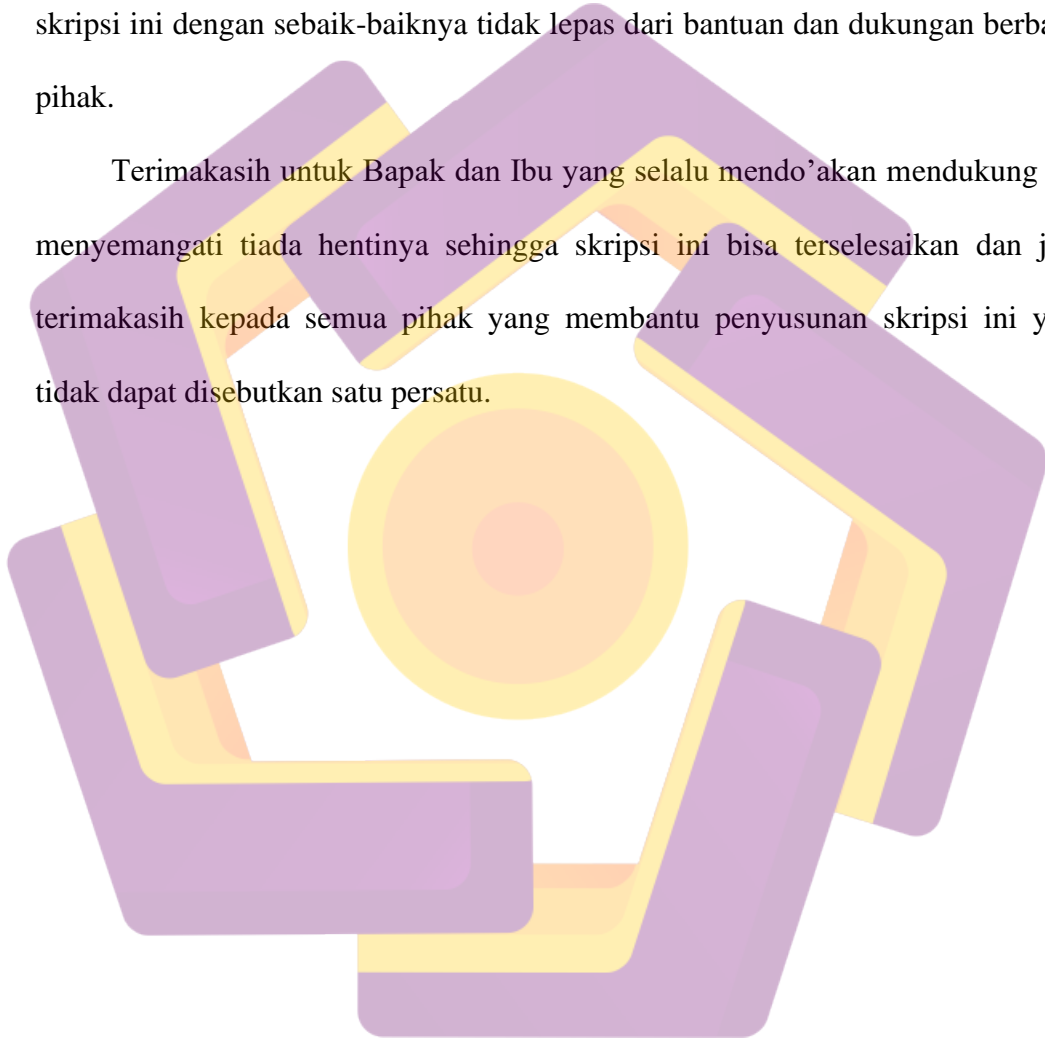 skripsi ini dengan sebaik-baiknya tidak lepas dari bantuan dan dukungan berba
pihak.
Terimakasih untuk Bapak dan Ibu yang selalu mendo’akan mendukung
menyemangati tiada hentinya sehingga skripsi ini bisa terselesaikan dan j
terimakasih kepada semua pihak yang membantu penyusunan skripsi ini y
tidak dapat disebutkan satu persatu.